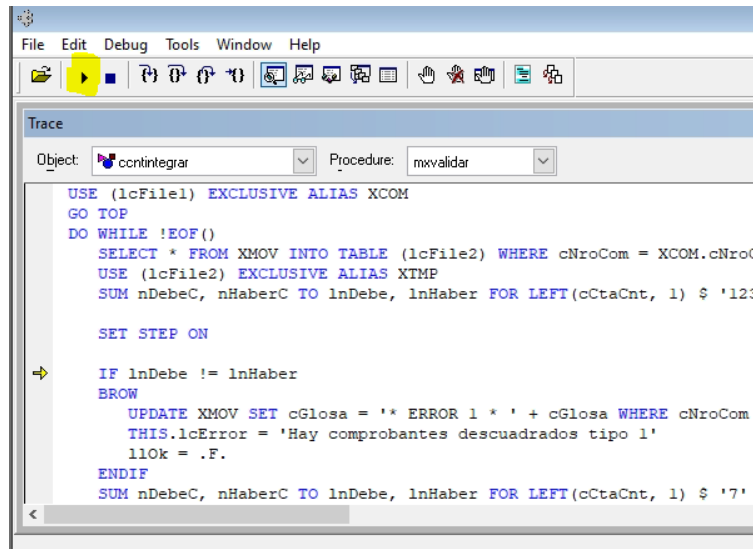 File Edit Debug Tools Window Help
Trace
Object: ccntintegrar Procedure: mxvalidar
USE (lcFile1) EXCLUSIVE ALIAS XCOM
GO TOP
DO WHILE !EOF()
SELECT * FROM XMOV INTO TABLE (lcFile2) WHERE cNroCom = XCOM.cNro
USE (lcFile2) EXCLUSIVE ALIAS XTMP
SUM nDebeC, nHaberC TO lnDebe, lnHaber FOR LEFT(cCtaCnt, 1) $ '123
SET STEP ON
IF lnDebe != lnHaber
BROW
UPDATE XMOV SET cGlosa = '* ERROR 1 * ' + cGlosa WHERE cNroCom
THIS.lcError = 'Hay comprobantes descuadrados tipo 1'
llOk = .F.
ENDIF
SUM nDebeC, nHaberC TO lnDebe, lnHaber FOR LEFT(cCtaCnt, 1) $ '7'